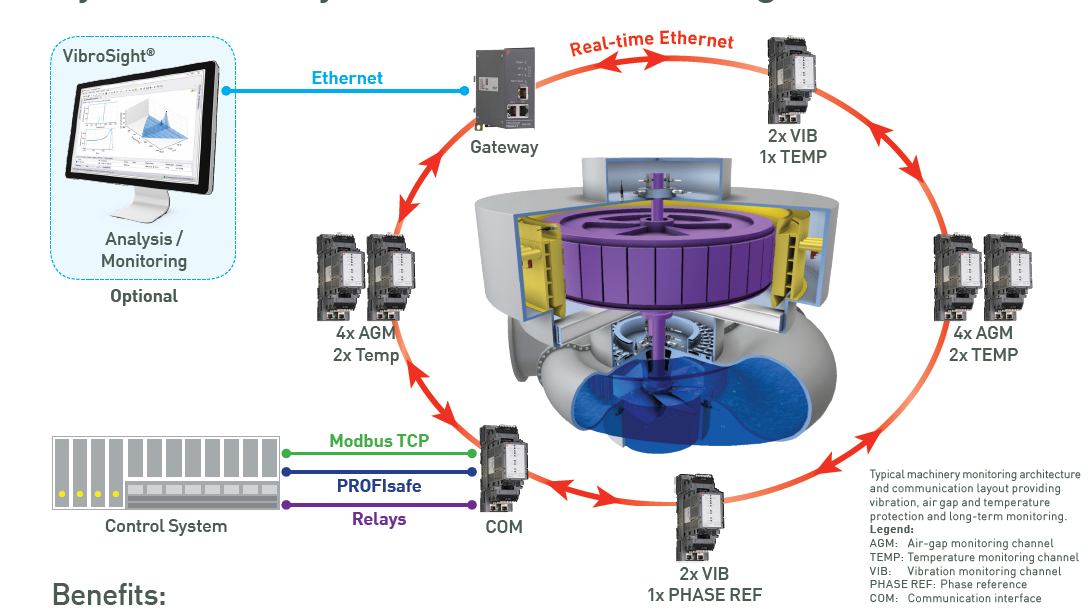 VibroSight®
Analysis /
Monitoring
Optional
Ethernet
Gateway
Real-time Ethernet
2x VIB
1x TEMP
4x AGM
2x Temp
4x AGM
2x TEMP
Modbus TCP
PROFIsafe
Relays
Control System
COM
2x VIB
1x PHASE REF
Typical machinery monitoring architecture
and communication layout providing
vibration, air gap and temperature
protection and long-term monitoring.
Legend:
AGM: Air-gap monitoring channel
TEMP: Temperature monitoring channel
VIB: Vibration monitoring channel
PHASE REF: Phase reference
COM: Communication interface
Benefits: